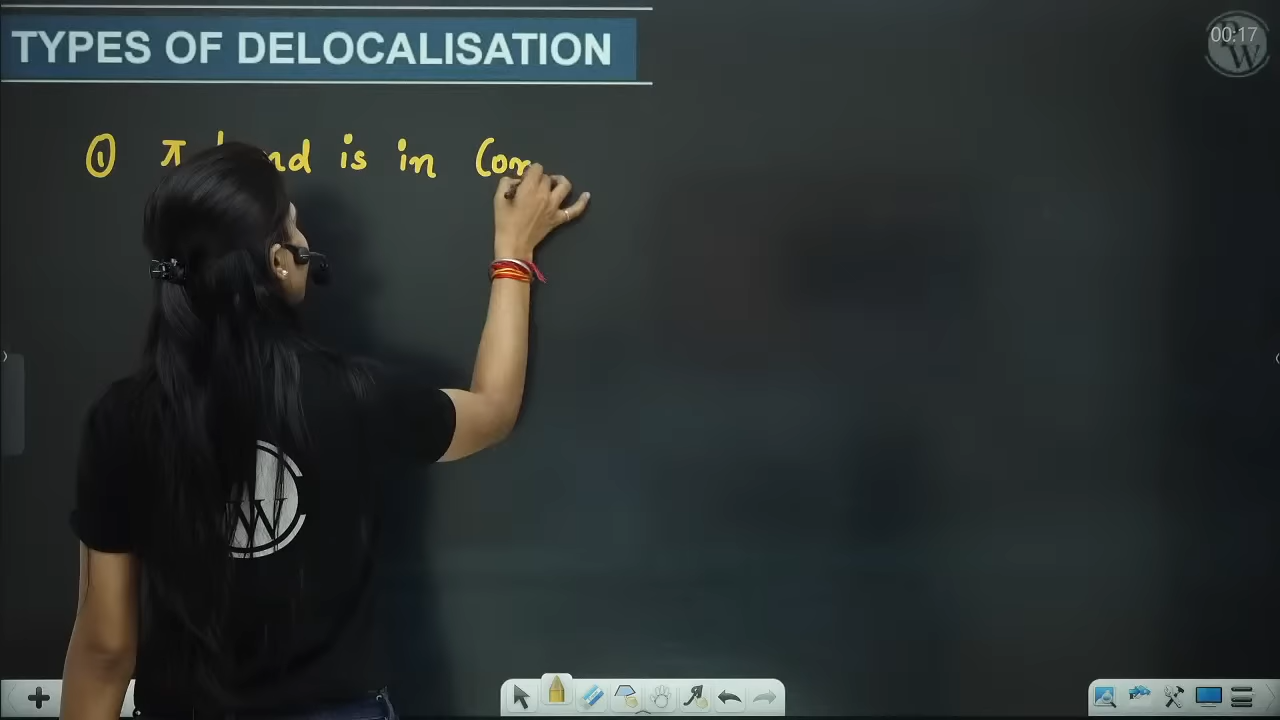 TYPES OF DELOCALISATION
00:17
① π is in
W
W